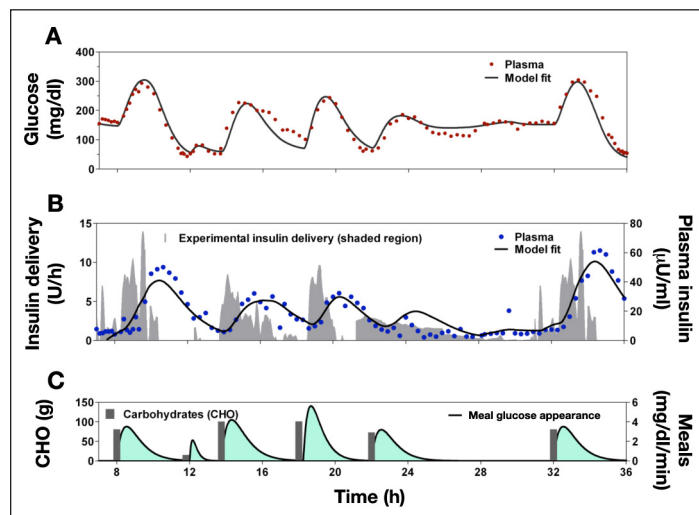 A
400
300
200
100
0
Glucose
(mg/dl)
Plasma
Model fit
B
15
10
5
0
Insulin delivery
(U/h)
Experimental insulin delivery (shaded region)
Plasma
Model fit
80
60
40
20
0
Plasma insulin
(μU/ml)
C
150
100
50
0
CHO (g)
Carbohydrates (CHO)
Meal glucose appearance
6
4
2
0
Meals
(mg/dl/min)
8 12 16 20 24 28 32 36
Time (h)